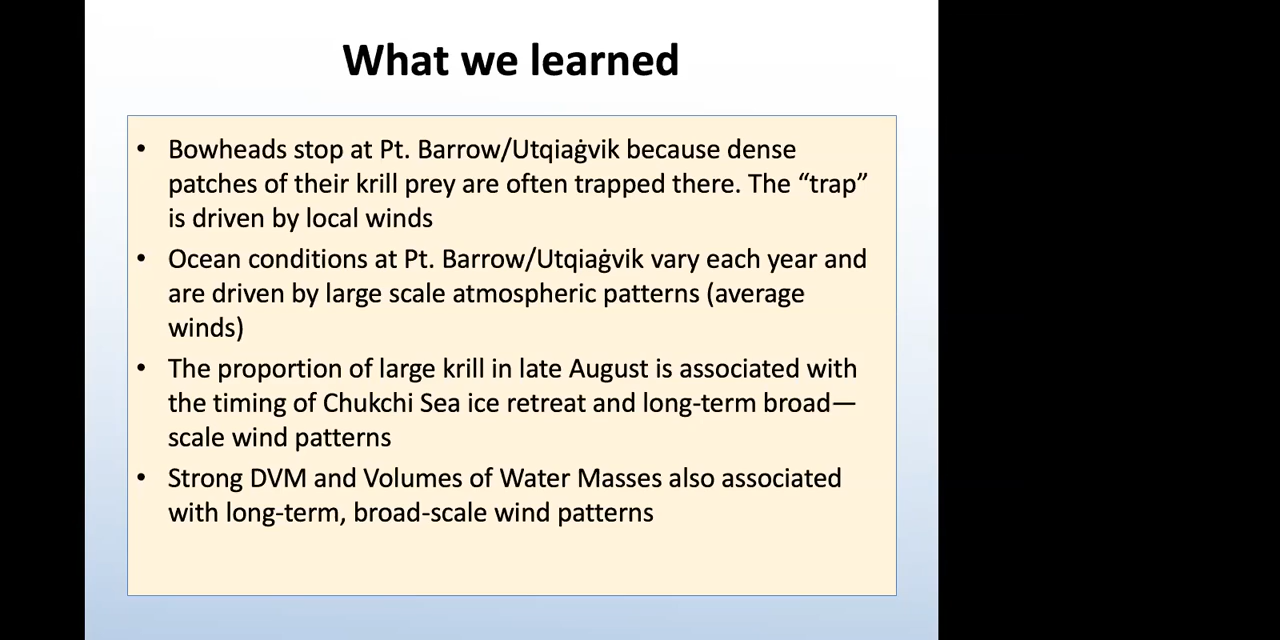 What we learned
• Bowheads stop at Pt. Barrow/Utqiaġvik because dense
patches of their krill prey are often trapped there. The “trap”
is driven by local winds
• Ocean conditions at Pt. Barrow/Utqiaġvik vary each year and
are driven by large scale atmospheric patterns (average
winds)
• The proportion of large krill in late August is associated with
the timing of Chukchi Sea ice retreat and long-term broad—
scale wind patterns
• Strong DVM and Volumes of Water Masses also associated
with long-term, broad-scale wind patterns